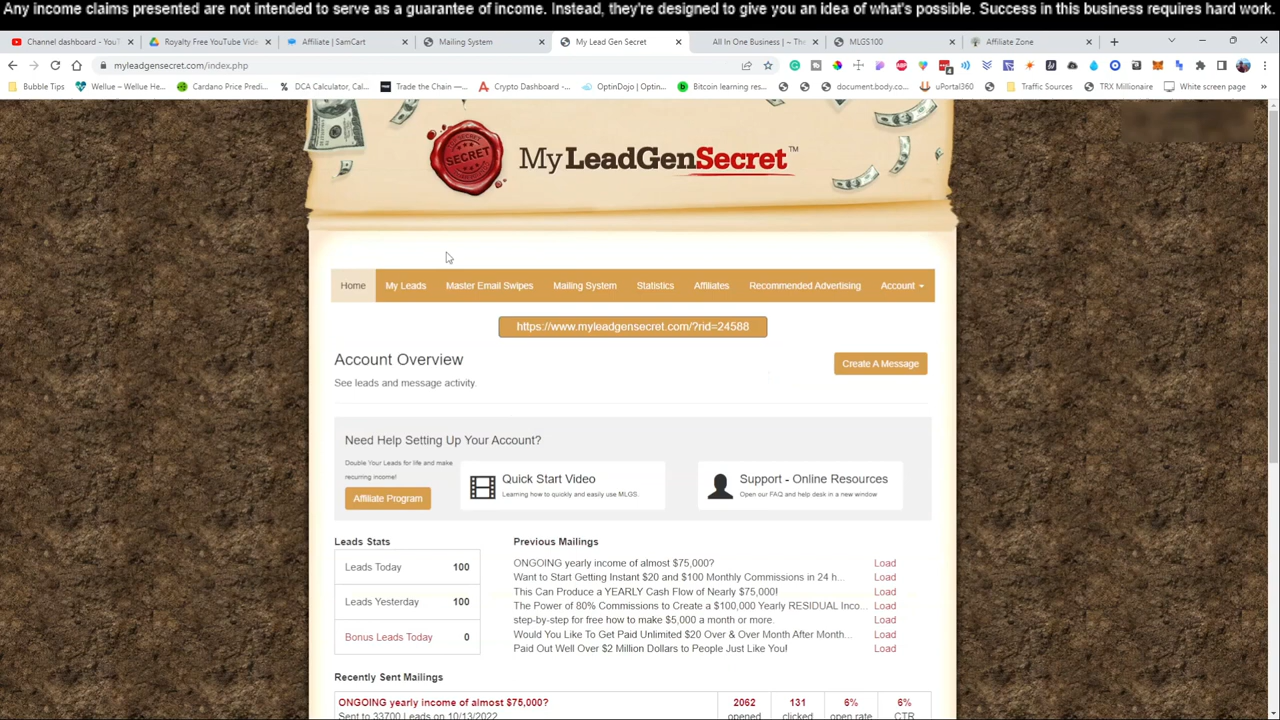 Any income claims presented are not intended to serve as a guarantee of income. Instead, they're designed to give you an idea of what's possible. Success in this business requires hard work.
Channel dashboard - YouT
Royalty Free YouTube Vide
Affiliate | SamCart
Mailing System
My Lead Gen Secret
All In One Business | – The
MLGS100
Affiliate Zone
myleadgensecret.com/index.php
Bubble Tips
Wellue – Wellue He...
Cardano Price Predi...
DCA Calculator, Cal...
Trade the Chain —...
Crypto Dashboard -...
OptinDojo | Optin...
Bitcoin learning res...
document.body.co...
uPortal360
Traffic Sources
TRX Millionaire
White screen page
SECRET
MyLeadGenSecret™
Home My Leads Master Email Swipes Mailing System Statistics Affiliates Recommended Advertising Account
https://www.myleadgensecret.com/?rid=24588
Account Overview
Create A Message
See leads and message activity.
Need Help Setting Up Your Account?
Double Your Leads for life and make
recurring income!
Affiliate Program
Quick Start Video
Learning how to quickly and easily use MLGS.
Support - Online Resources
Open our FAQ and help desk in a new window
Leads Stats
Leads Today 100
Leads Yesterday 100
Bonus Leads Today 0
Previous Mailings
ONGOING yearly income of almost $75,000? Load
Want to Start Getting Instant $20 and $100 Monthly Commissions in 24 h... Load
This Can Produce a YEARLY Cash Flow of Nearly $75,000! Load
The Power of 80% Commissions to Create a $100,000 Yearly RESIDUAL Inco... Load
step-by-step for free how to make $5,000 a month or more. Load
Would You Like To Get Paid Unlimited $20 Over & Over Month After Month... Load
Paid Out Well Over $2 Million Dollars to People Just Like You! Load
Recently Sent Mailings
ONGOING yearly income of almost $75,000? 2062 131 6% 6%
Sent to 33700 Leads on 10/13/2022 opened clicked open rate CTR